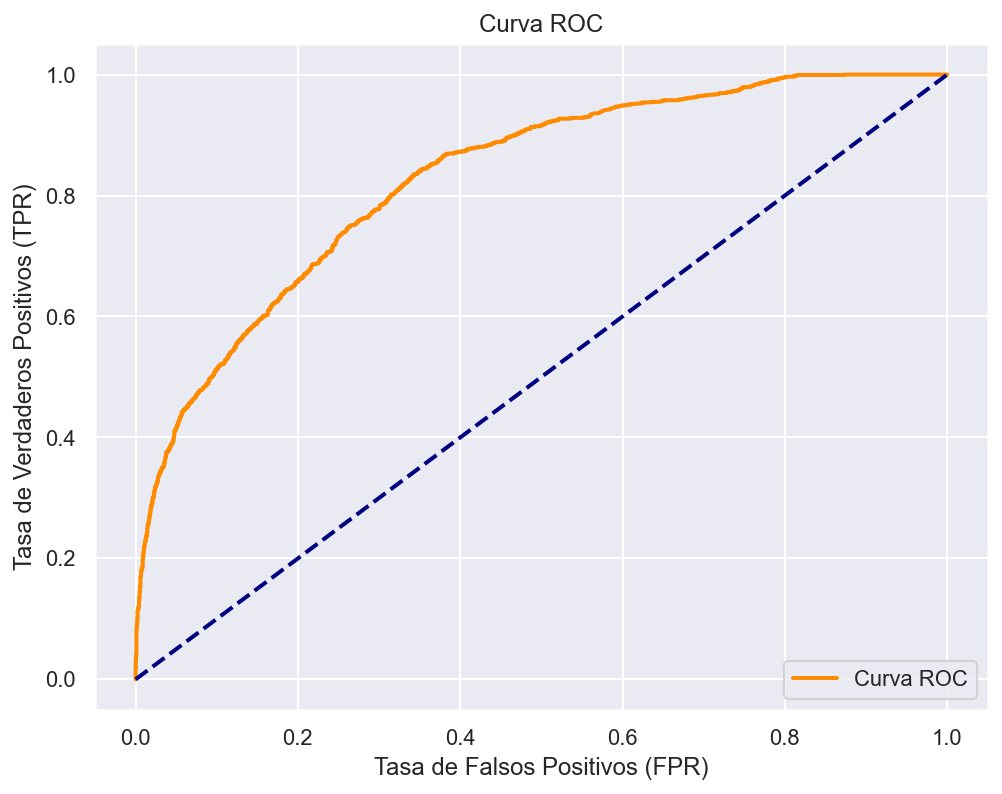 Curva ROC
1.0
0.8
0.6
0.4
0.2
0.0
Tasa de Verdaderos Positivos (TPR)
Curva ROC
0.0 0.2 0.4 0.6 0.8 1.0
Tasa de Falsos Positivos (FPR)